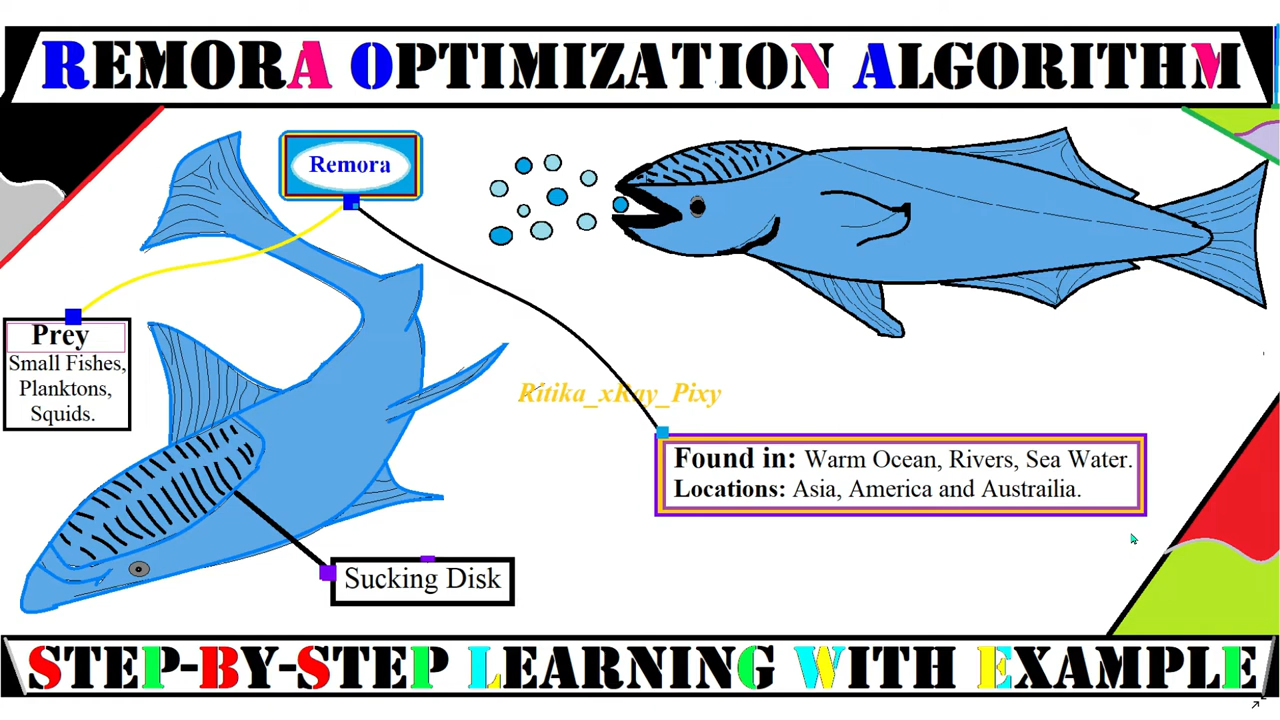 REMORA OPTIMIZATION ALGORITHM
Remora
Prey
Small Fishes,
Planktons,
Squids.
Ritika_xRay_Pixy
Found in: Warm Ocean, Rivers, Sea Water.
Locations: Asia, America and Austrailia.
Sucking Disk
STEP-BY-STEP LEARNING WITH EXAMPLE